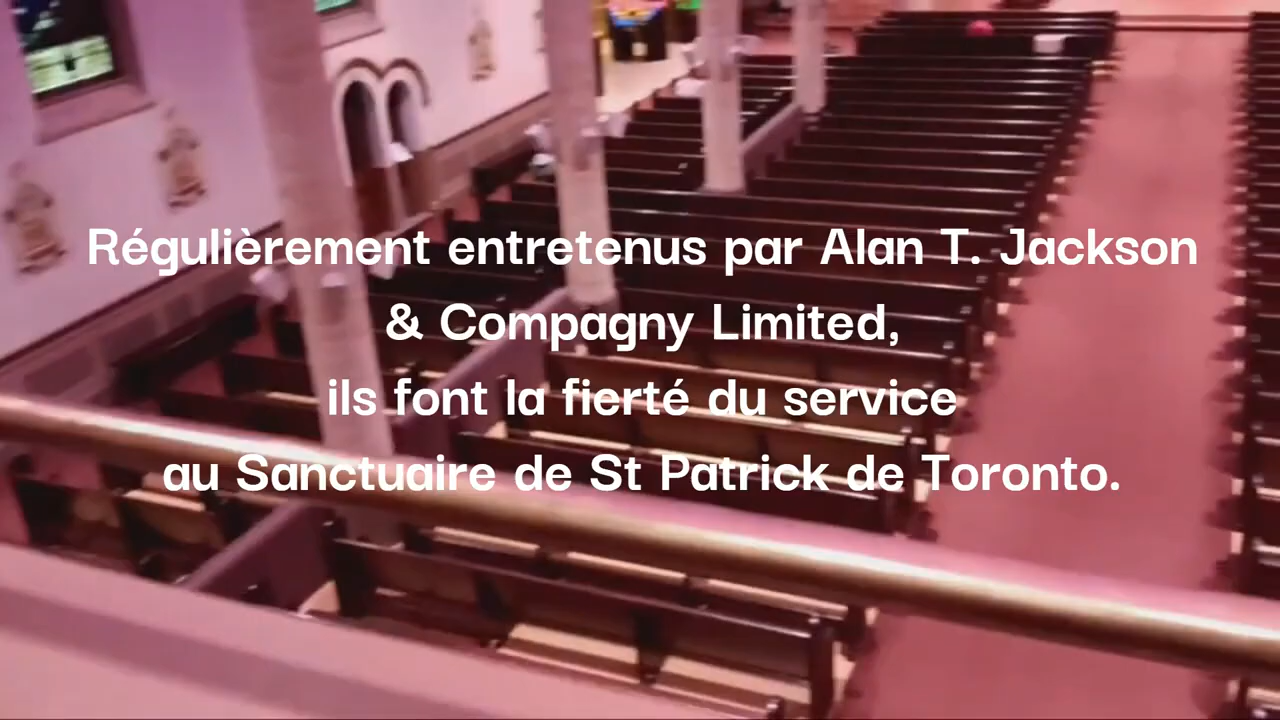 Régulièrement entretenus par Alan T. Jackson
& Compagny Limited,
ils font la fierté du service
au Sanctuaire de St Patrick de Toronto.